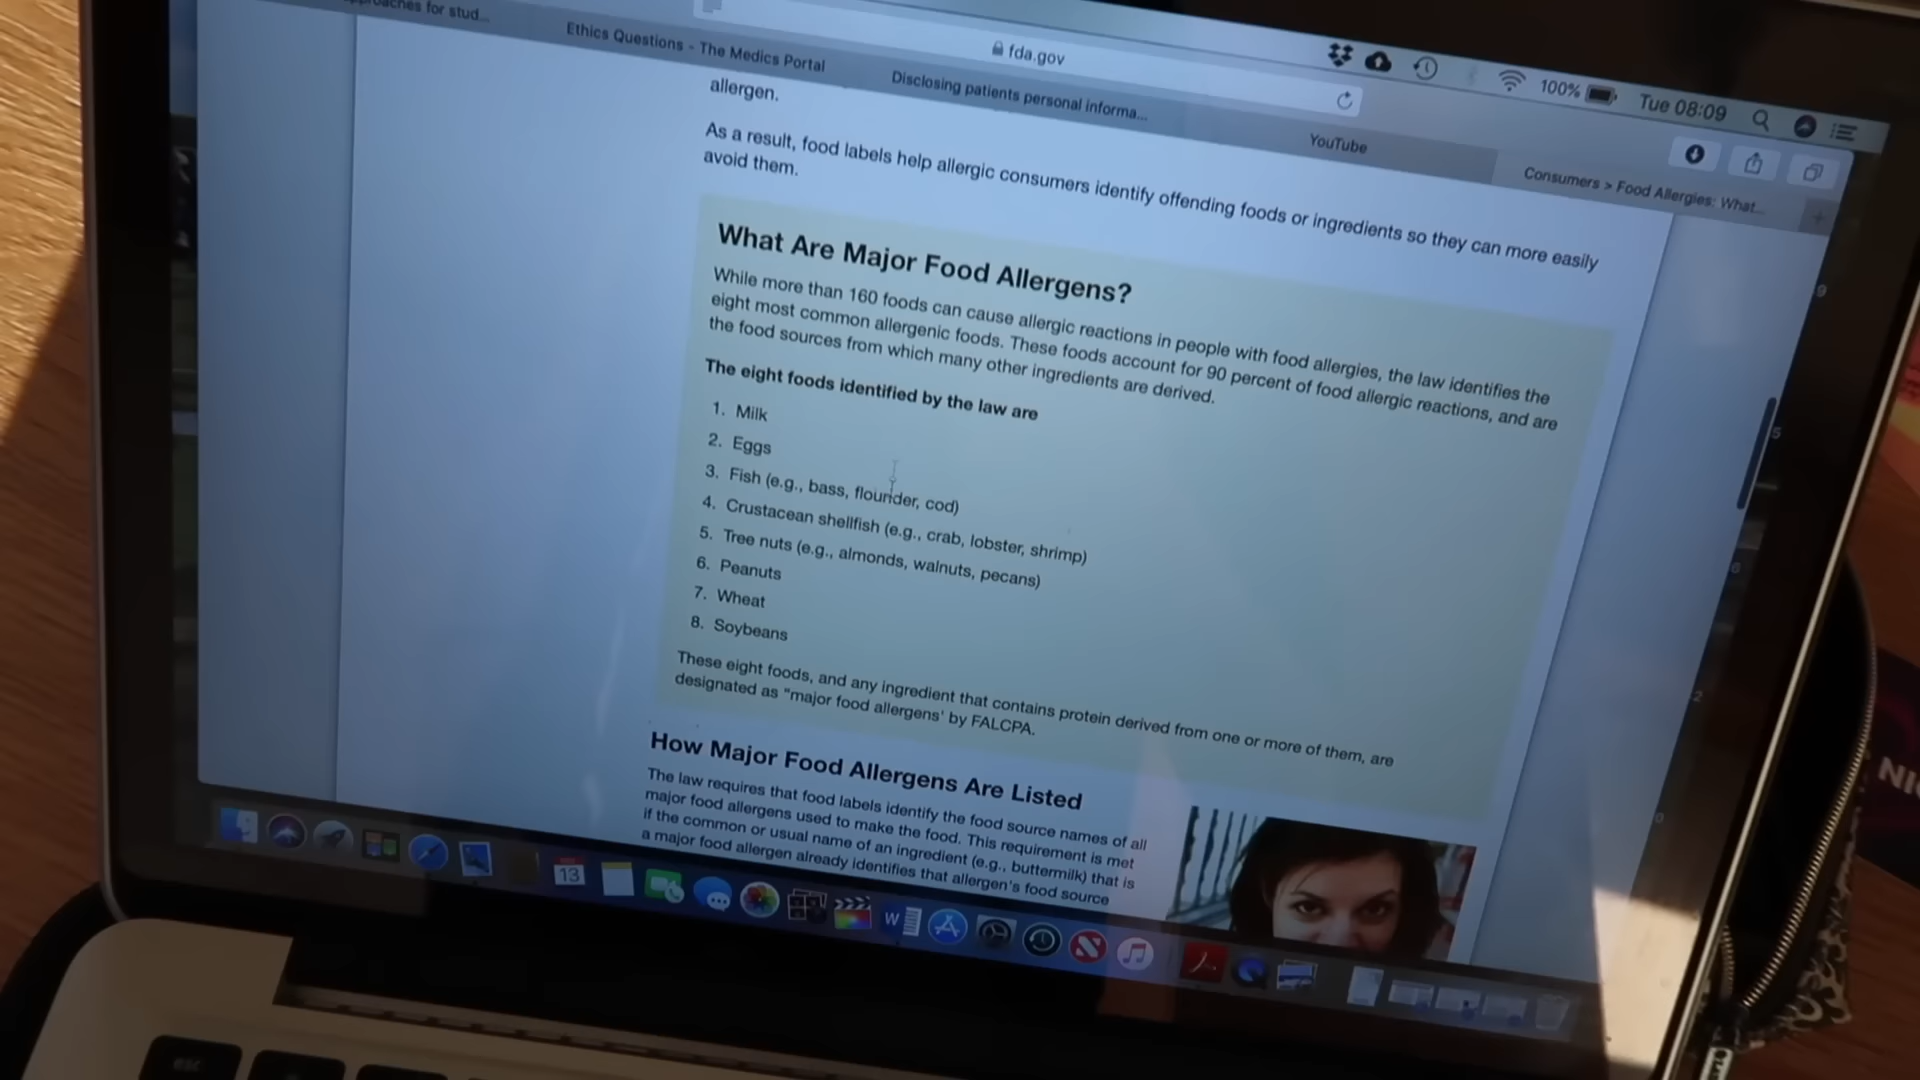 100% Tue 08:09
fda.gov
for stud...
Ethics Questions - The Medics Portal
Disclosing patients personal informa...
YouTube
Consumers > Food Allergies: What...
allergen.
As a result, food labels help allergic consumers identify offending foods or ingredients so they can more easily
avoid them.
What Are Major Food Allergens?
While more than 160 foods can cause allergic reactions in people with food allergies, the law identifies the
eight most common allergenic foods. These foods account for 90 percent of food allergic reactions, and are
the food sources from which many other ingredients are derived.
The eight foods identified by the law are
1. Milk
2. Eggs
3. Fish (e.g., bass, flounder, cod)
4. Crustacean shellfish (e.g., crab, lobster, shrimp)
5. Tree nuts (e.g., almonds, walnuts, pecans)
6. Peanuts
7. Wheat
8. Soybeans
These eight foods, and any ingredient that contains protein derived from one or more of them, are
designated as "major food allergens' by FALCPA.
How Major Food Allergens Are Listed
The law requires that food labels identify the food source names of all
major food allergens used to make the food. This requirement is met
if the common or usual name of an ingredient (e.g., buttermilk) that is
a major food allergen already identifies that allergen's food source
13
W
esc